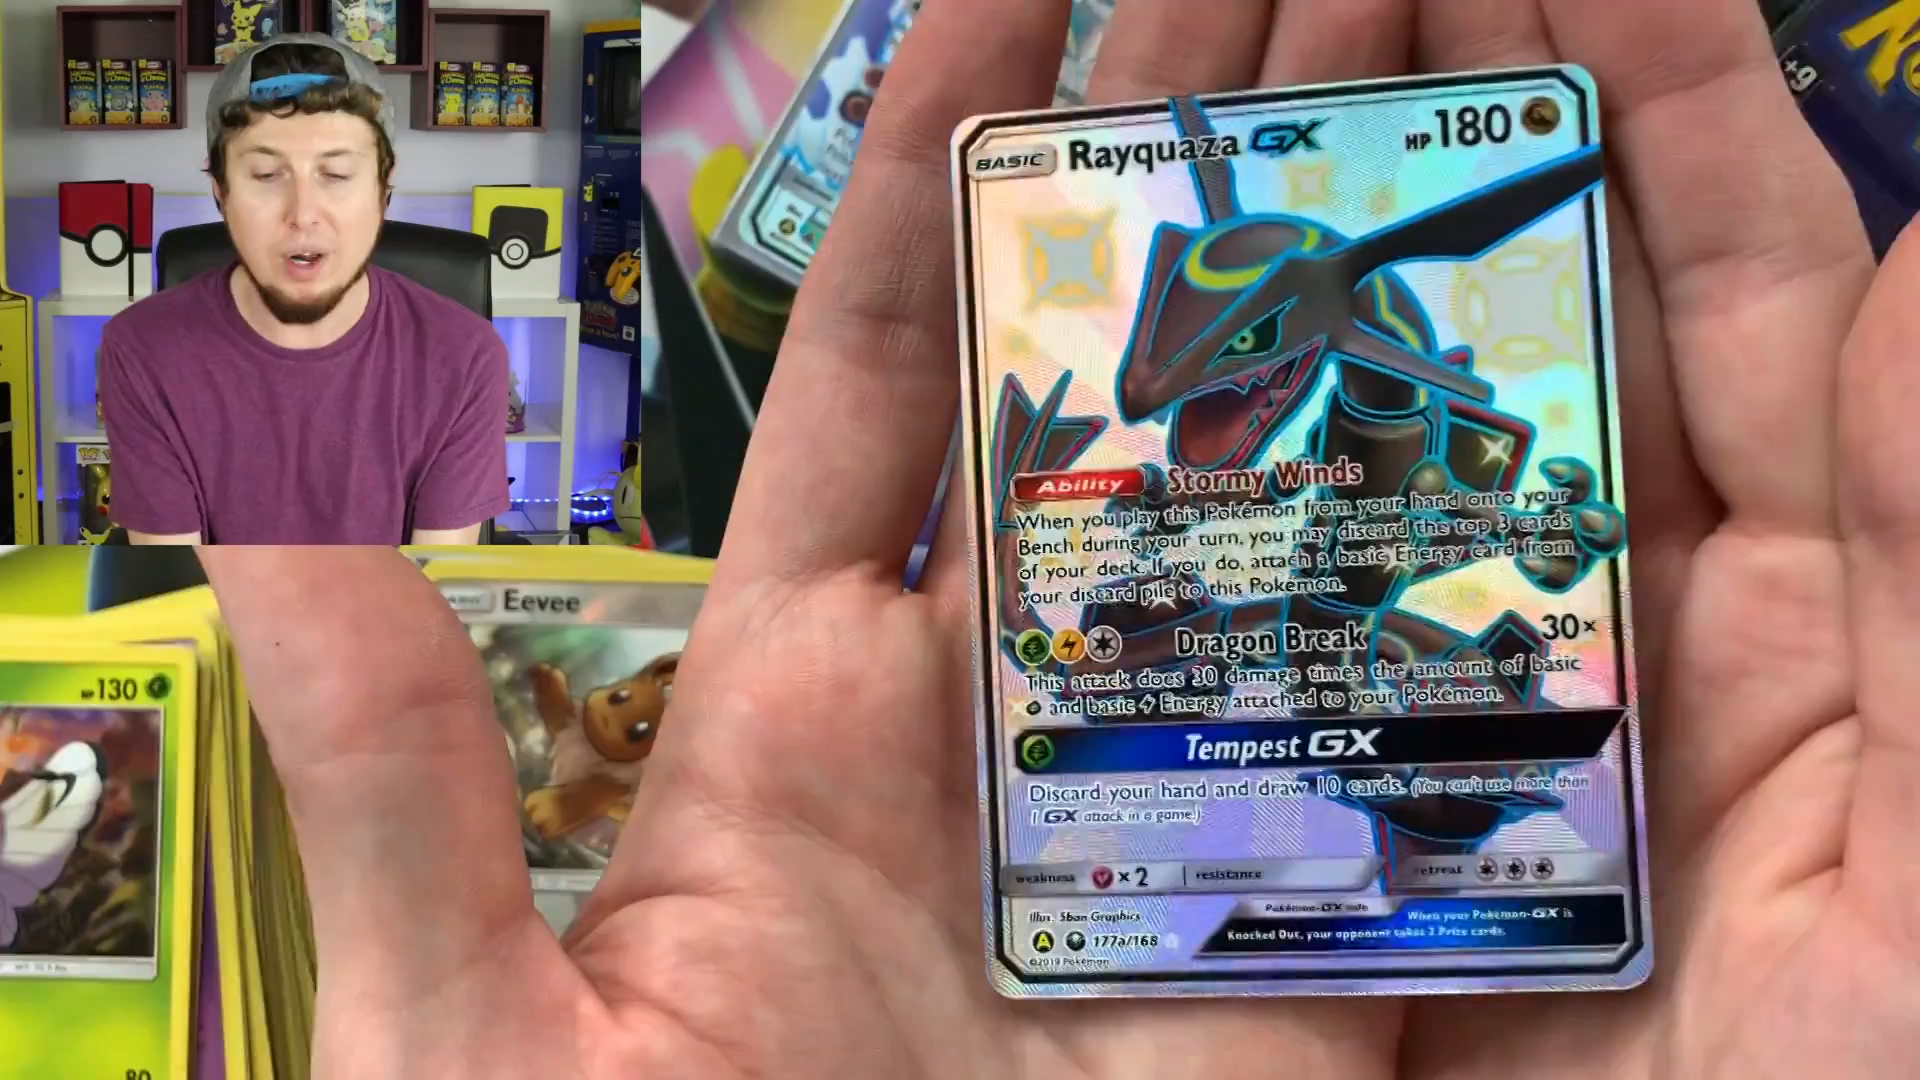 BASIC Rayquaza GX HP 180
Ability Stormy Winds
When you play this Pokémon from your hand onto your
Bench during your turn, you may discard the top 3 cards
of your deck. If you do, attach a basic Energy card from
your discard pile to this Pokémon.
Dragon Break 30×
This attack does 30 damage times the amount of basic
and basic Energy attached to your Pokémon.
Tempest GX
Discard your hand and draw 10 cards. (You can't use more than
1 GX attack in a game.)
weakness ×2 resistance retreat
Illus. 5ban Graphics
Pokémon-GX rule
When your Pokémon-GX is
Knocked Out, your opponent takes 2 Prize cards.
A 177a/168
©2019 Pokémon
Eevee
HP 130
80
+9